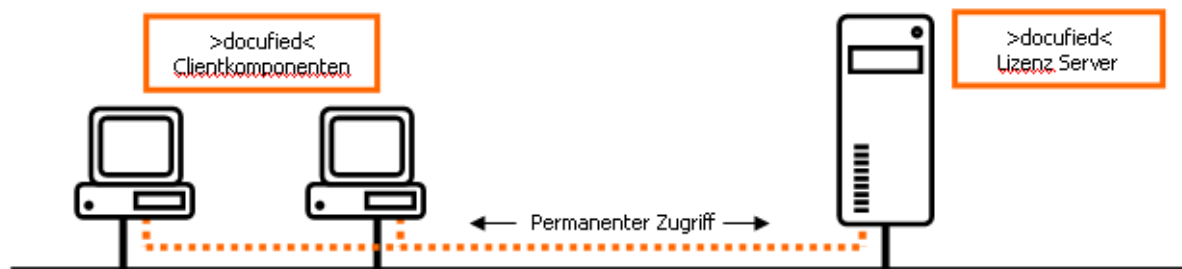 >docufied<
Clientkomponenten
>docufied<
Lizenz Server
Permanenter Zugriff